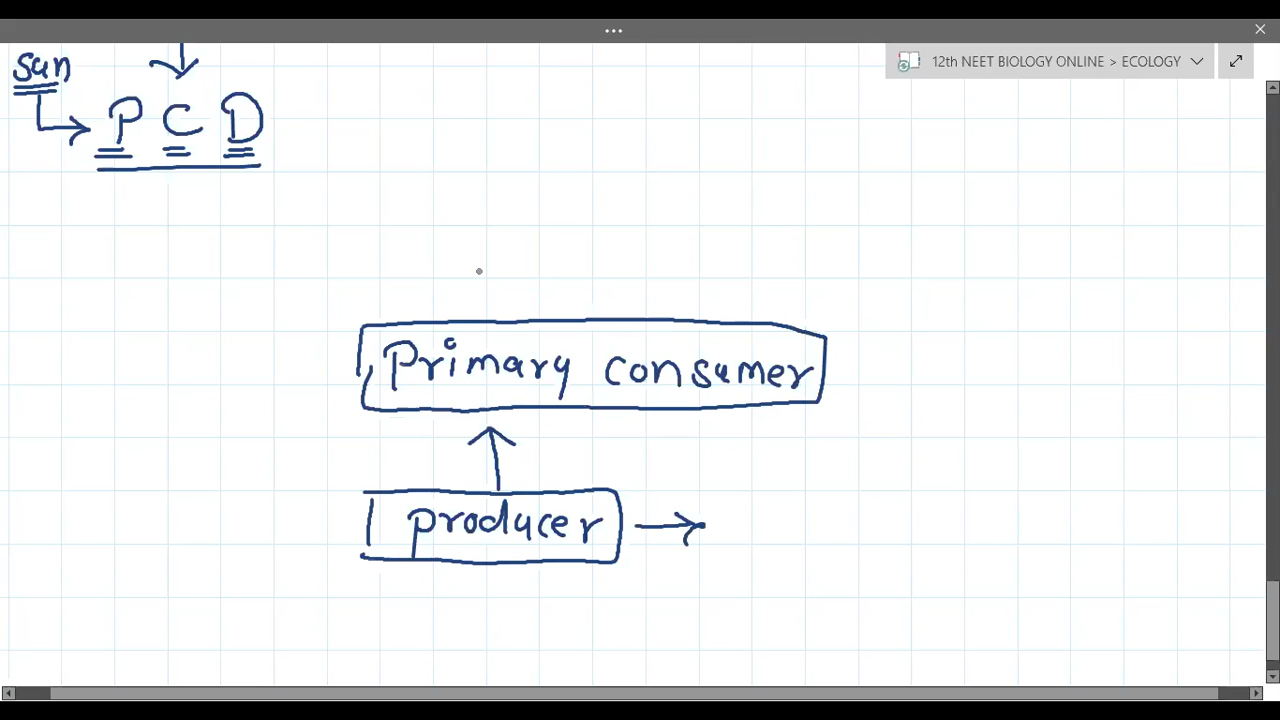 12th NEET BIOLOGY ONLINE > ECOLOGY
sun
P C D
Primary consumer
producer